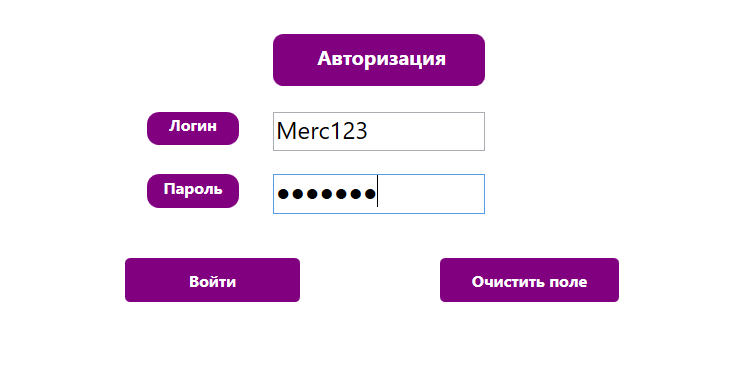 Авторизация
Логин
Merc123
Пароль
●●●●●●●
Войти
Очистить поле